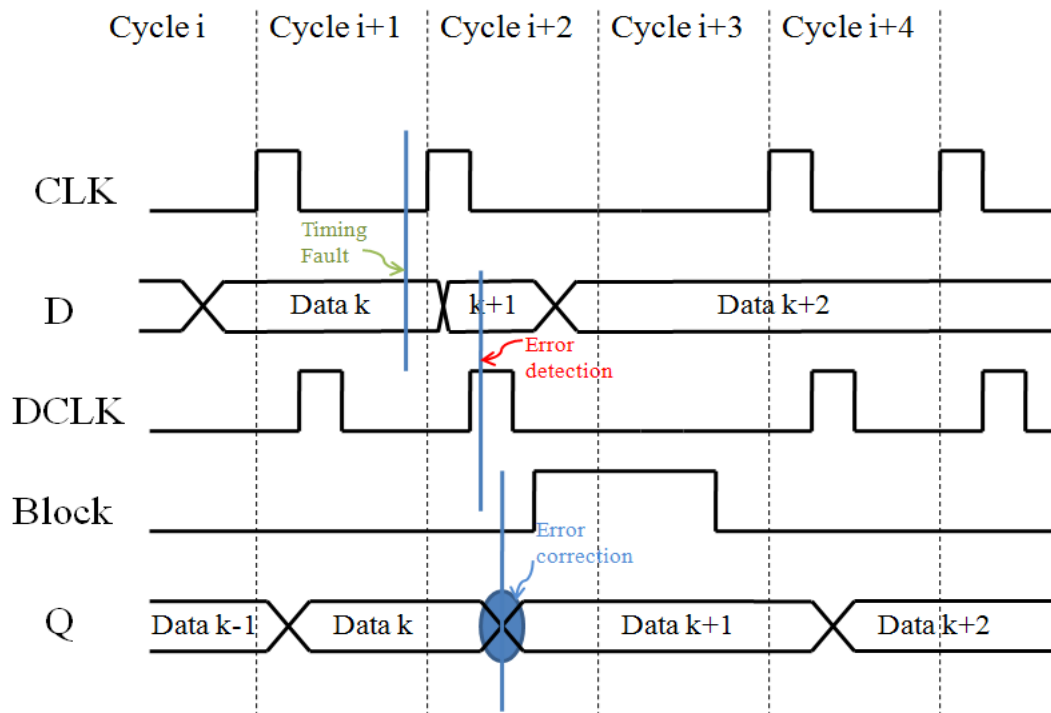 Cycle i Cycle i+1 Cycle i+2 Cycle i+3 Cycle i+4
CLK
Timing
Fault
D Data k k+1 Data k+2
Error
detection
DCLK
Block
Error
correction
Q Data k-1 Data k Data k+1 Data k+2